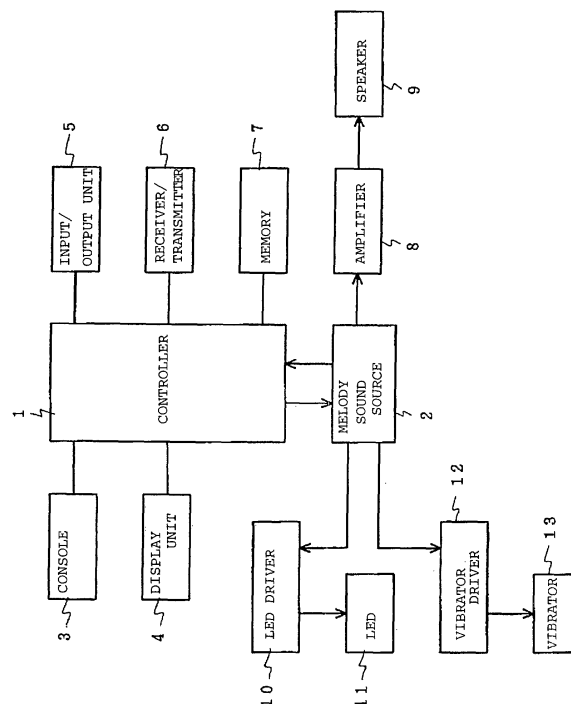 1
CONTROLLER
3
CONSOLE
4
DISPLAY
UNIT
INPUT/
OUTPUT UNIT
5
RECEIVER/
TRANSMITTER
6
MEMORY
7
MELODY
SOUND
SOURCE
2
AMPLIFIER
8
SPEAKER
9
10
LED DRIVER
11
LED
12
VIBRATOR
DRIVER
13
VIBRATOR